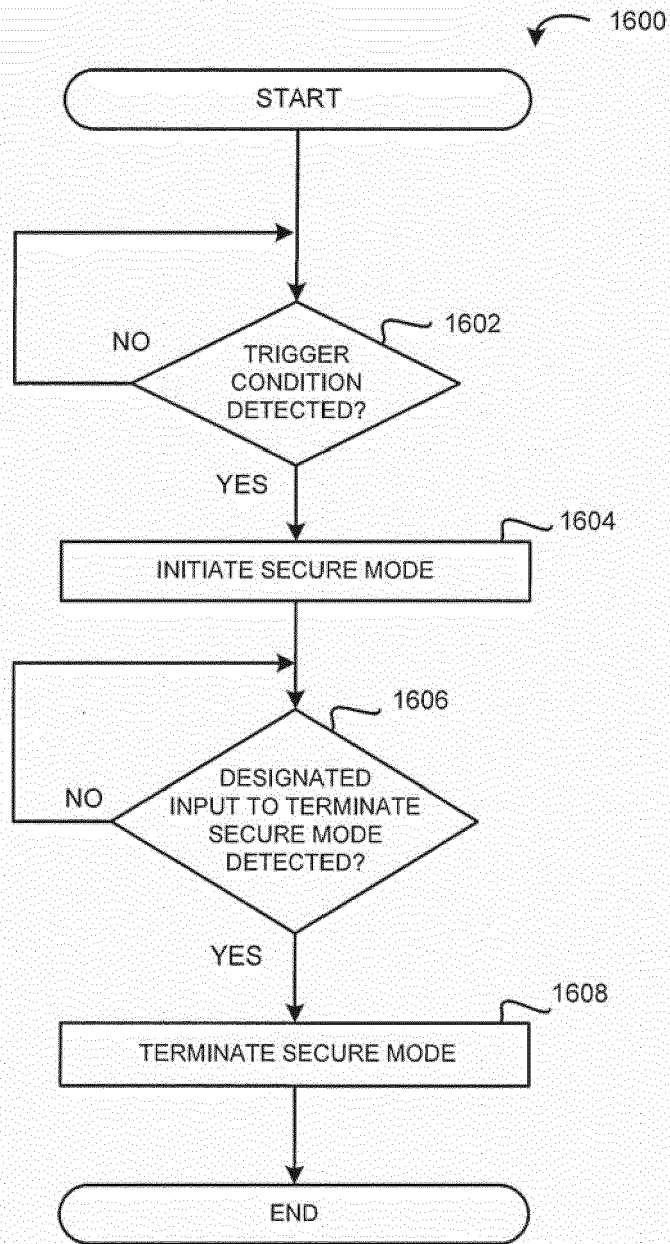 1600
START
1602
NO
TRIGGER
CONDITION
DETECTED?
YES
1604
INITIATE SECURE MODE
1606
DESIGNATED
INPUT TO TERMINATE
SECURE MODE
DETECTED?
NO
YES
1608
TERMINATE SECURE MODE
END